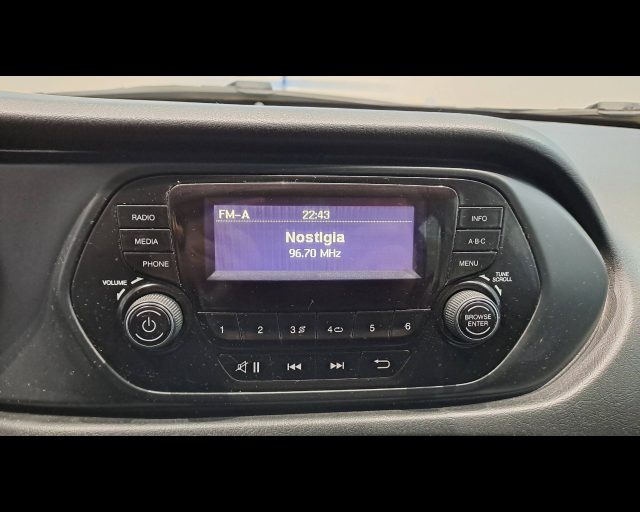 FM-A 22:43
Nostlgia
96.70 MHz
RADIO
MEDIA
PHONE
VOLUME
INFO
A·B·C
MENU
TUNE
SCROLL
BROWSE
ENTER
1 2 3 4 5 6